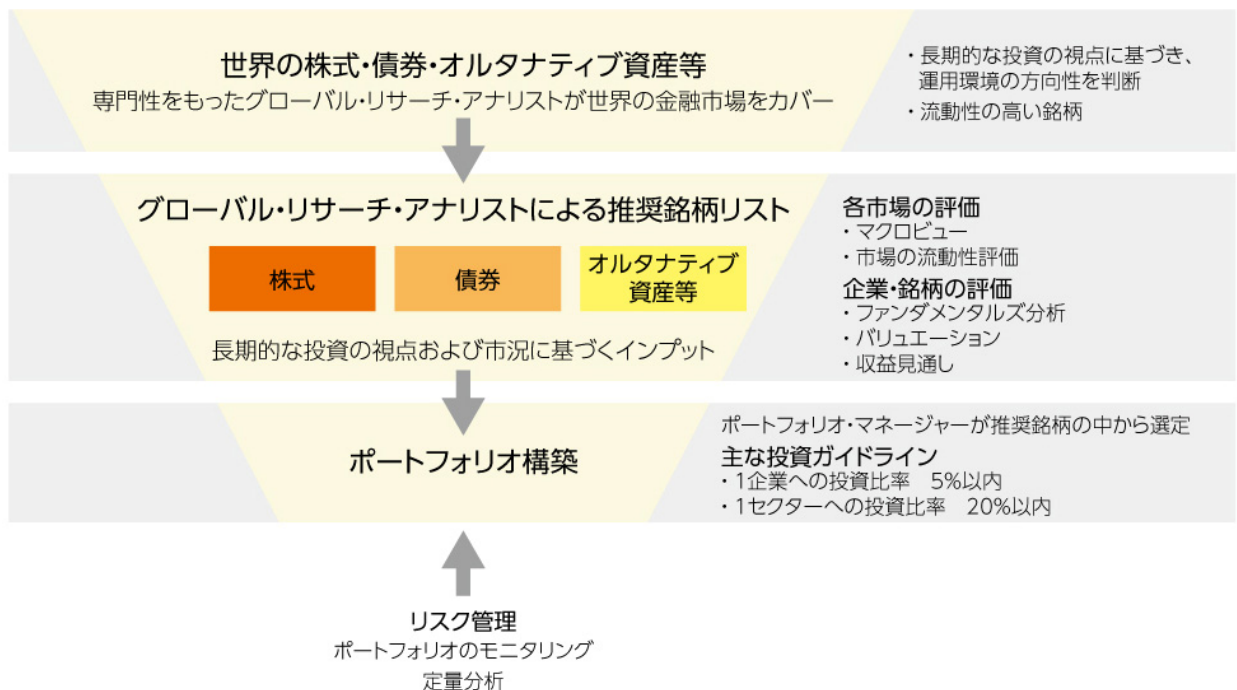 世界の株式・債券・オルタナティブ資産等
専門性をもったグローバル・リサーチ・アナリストが世界の金融市場をカバー
・長期的な投資の視点に基づき、
運用環境の方向性を判断
・流動性の高い銘柄
グローバル・リサーチ・アナリストによる推奨銘柄リスト
株式
債券
オルタナティブ
資産等
長期的な投資の視点および市況に基づくインプット
各市場の評価
・マクロビュー
・市場の流動性評価
企業・銘柄の評価
・ファンダメンタルズ分析
・バリュエーション
・収益見通し
ポートフォリオ構築
ポートフォリオ・マネージャーが推奨銘柄の中から選定
主な投資ガイドライン
・1企業への投資比率　5%以内
・1セクターへの投資比率　20%以内
リスク管理
ポートフォリオのモニタリング
定量分析